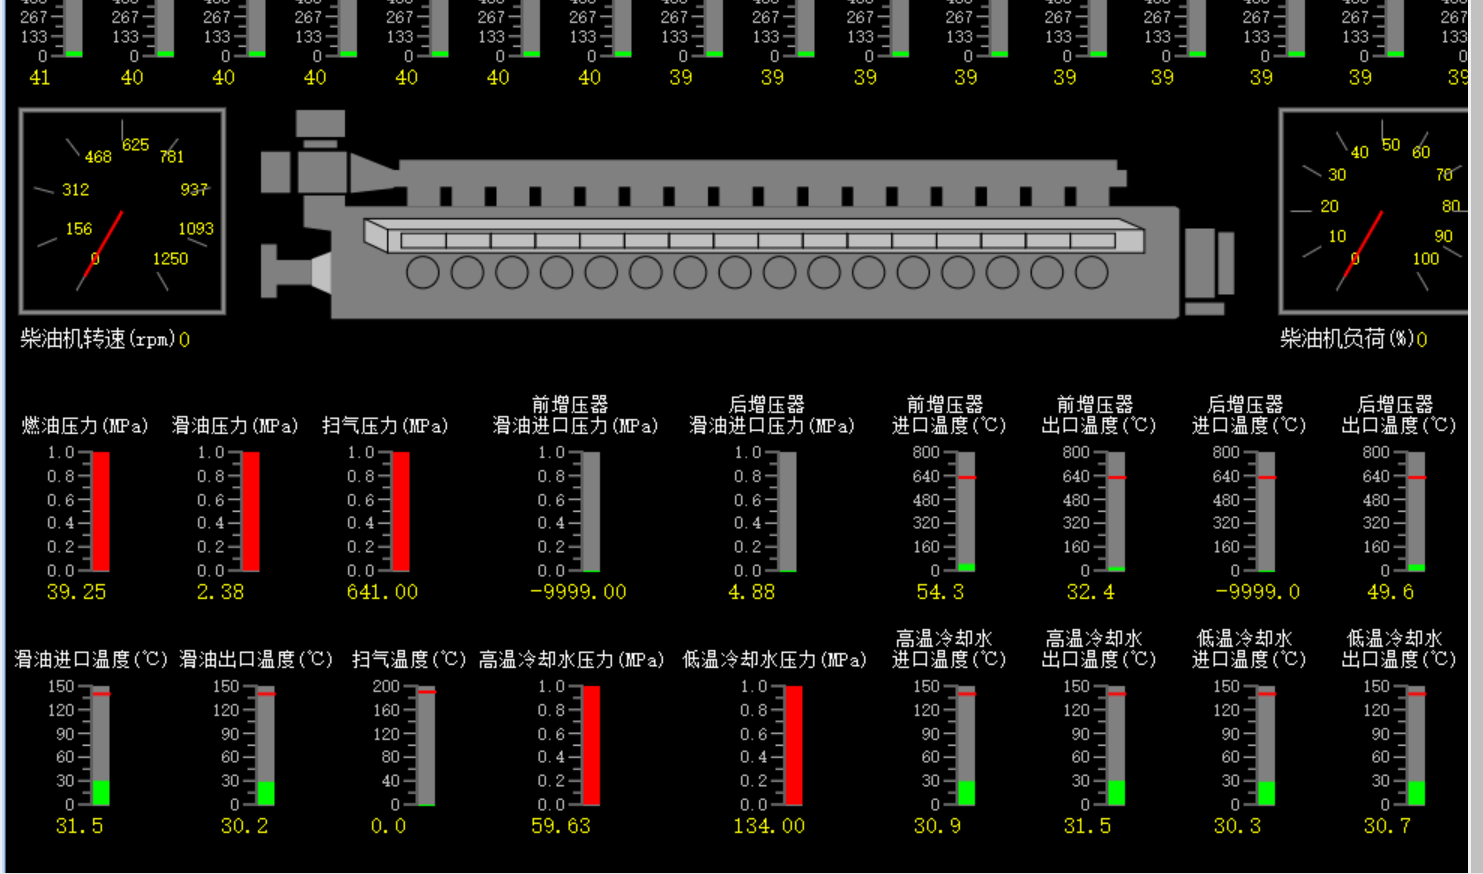 267 267 267 267 267 267 267 267 267 267 267 267 267 267 267 267
133 133 133 133 133 133 133 133 133 133 133 133 133 133 133 133
0 0 0 0 0 0 0 0 0 0 0 0 0 0 0 0
41 40 40 40 40 40 40 39 39 39 39 39 39 39 39 39
0 156 312 468 625 781 937 1093 1250
柴油机转速(rpm)0
0 10 20 30 40 50 60 70 80 90 100
柴油机负荷(%)0
前增压器 后增压器 前增压器 前增压器 后增压器 后增压器
燃油压力(MPa) 滑油压力(MPa) 扫气压力(MPa) 滑油进口压力(MPa) 滑油进口压力(MPa) 进口温度(℃) 出口温度(℃) 进口温度(℃) 出口温度(℃)
1.0 1.0 1.0 1.0 1.0 800 800 800 800
0.8 0.8 0.8 0.8 0.8 640 640 640 640
0.6 0.6 0.6 0.6 0.6 480 480 480 480
0.4 0.4 0.4 0.4 0.4 320 320 320 320
0.2 0.2 0.2 0.2 0.2 160 160 160 160
0.0 0.0 0.0 0.0 0.0 0 0 0 0
39.25 2.38 641.00 -9999.00 4.88 54.3 32.4 -9999.0 49.6
高温冷却水 高温冷却水 低温冷却水 低温冷却水
滑油进口温度(℃) 滑油出口温度(℃) 扫气温度(℃) 高温冷却水压力(MPa) 低温冷却水压力(MPa) 进口温度(℃) 出口温度(℃) 进口温度(℃) 出口温度(℃)
150 150 200 1.0 1.0 150 150 150 150
120 120 160 0.8 0.8 120 120 120 120
90 90 120 0.6 0.6 90 90 90 90
60 60 80 0.4 0.4 60 60 60 60
30 30 40 0.2 0.2 30 30 30 30
0 0 0 0.0 0.0 0 0 0 0
31.5 30.2 0.0 59.63 134.00 30.9 31.5 30.3 30.7